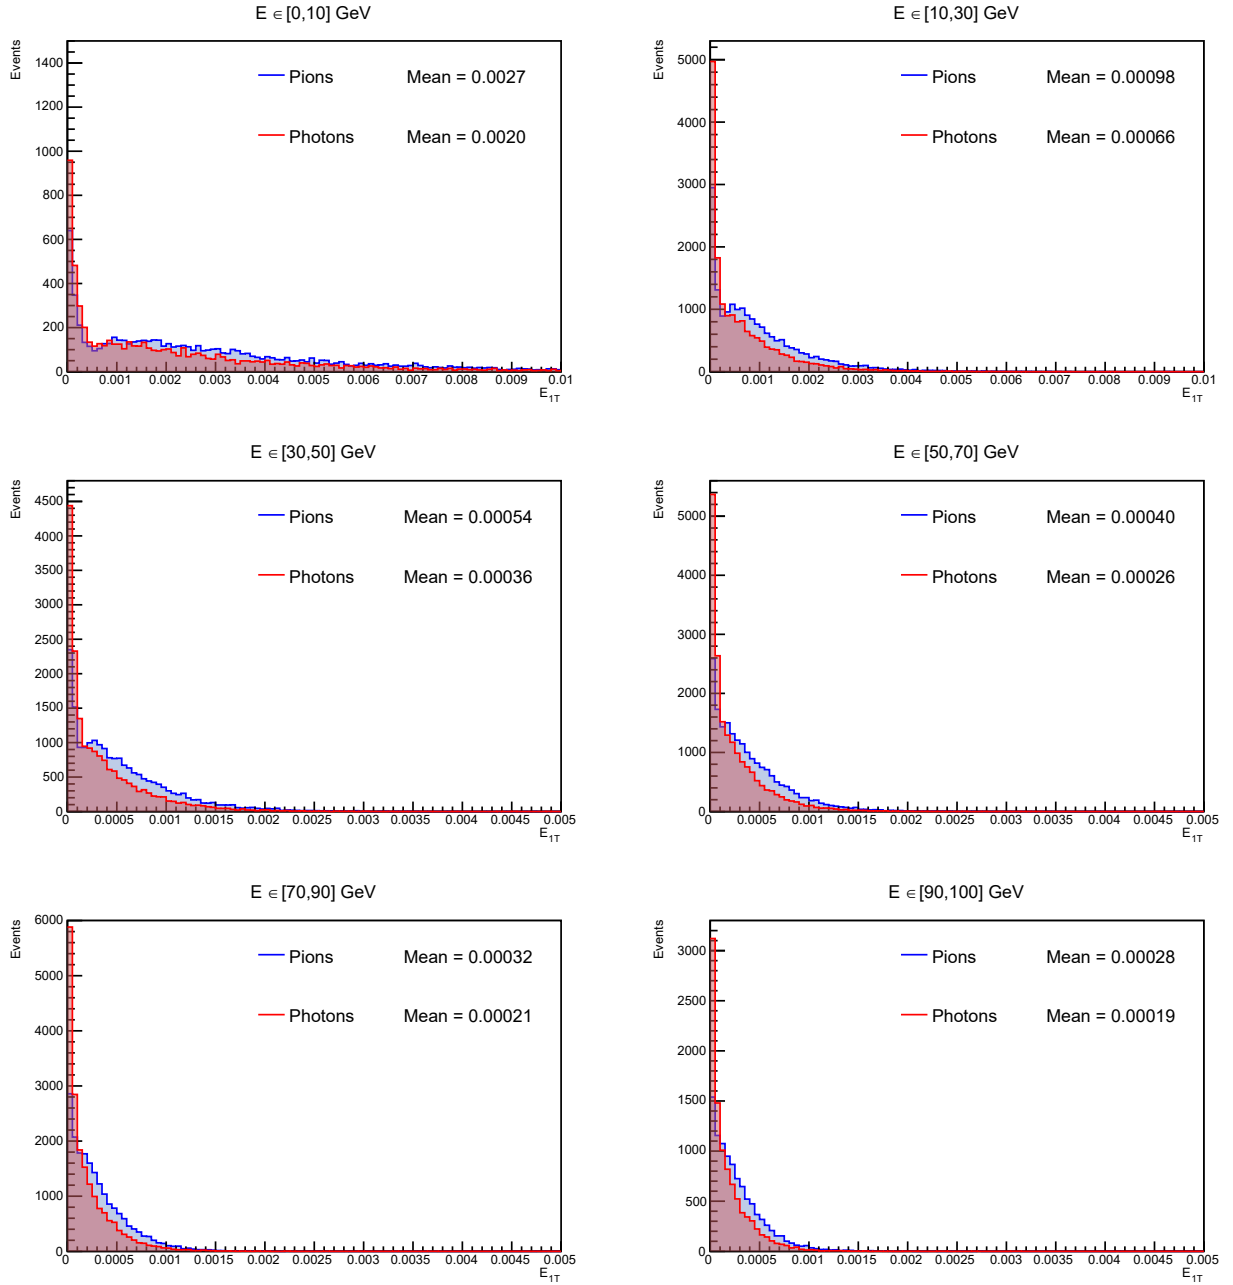 E ∈ [0,10] GeV
Events
1400
1200
1000
800
600
400
200
0
Pions Mean = 0.0027
Photons Mean = 0.0020
0 0.001 0.002 0.003 0.004 0.005 0.006 0.007 0.008 0.009 0.01
E1T
E ∈ [10,30] GeV
Events
5000
4000
3000
2000
1000
0
Pions Mean = 0.00098
Photons Mean = 0.00066
0 0.001 0.002 0.003 0.004 0.005 0.006 0.007 0.008 0.009 0.01
E1T
E ∈ [30,50] GeV
Events
4500
4000
3500
3000
2500
2000
1500
1000
500
0
Pions Mean = 0.00054
Photons Mean = 0.00036
0 0.0005 0.001 0.0015 0.002 0.0025 0.003 0.0035 0.004 0.0045 0.005
E1T
E ∈ [50,70] GeV
Events
5000
4000
3000
2000
1000
0
Pions Mean = 0.00040
Photons Mean = 0.00026
0 0.0005 0.001 0.0015 0.002 0.0025 0.003 0.0035 0.004 0.0045 0.005
E1T
E ∈ [70,90] GeV
Events
6000
5000
4000
3000
2000
1000
0
Pions Mean = 0.00032
Photons Mean = 0.00021
0 0.0005 0.001 0.0015 0.002 0.0025 0.003 0.0035 0.004 0.0045 0.005
E1T
E ∈ [90,100] GeV
Events
3000
2500
2000
1500
1000
500
0
Pions Mean = 0.00028
Photons Mean = 0.00019
0 0.0005 0.001 0.0015 0.002 0.0025 0.003 0.0035 0.004 0.0045 0.005
E1T